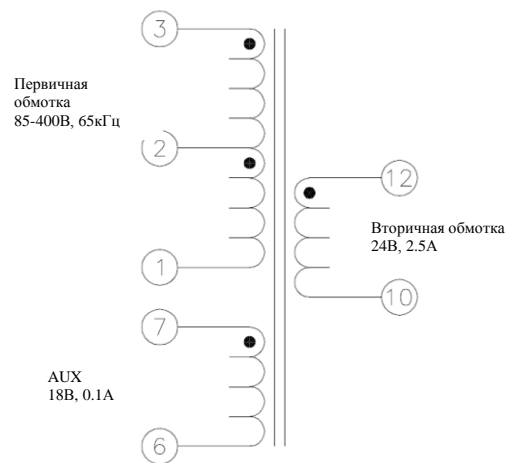 3
Первичная
обмотка
85-400В, 65кГц
2
12
Вторичная обмотка
24В, 2.5А
1
10
7
AUX
18В, 0.1А
6